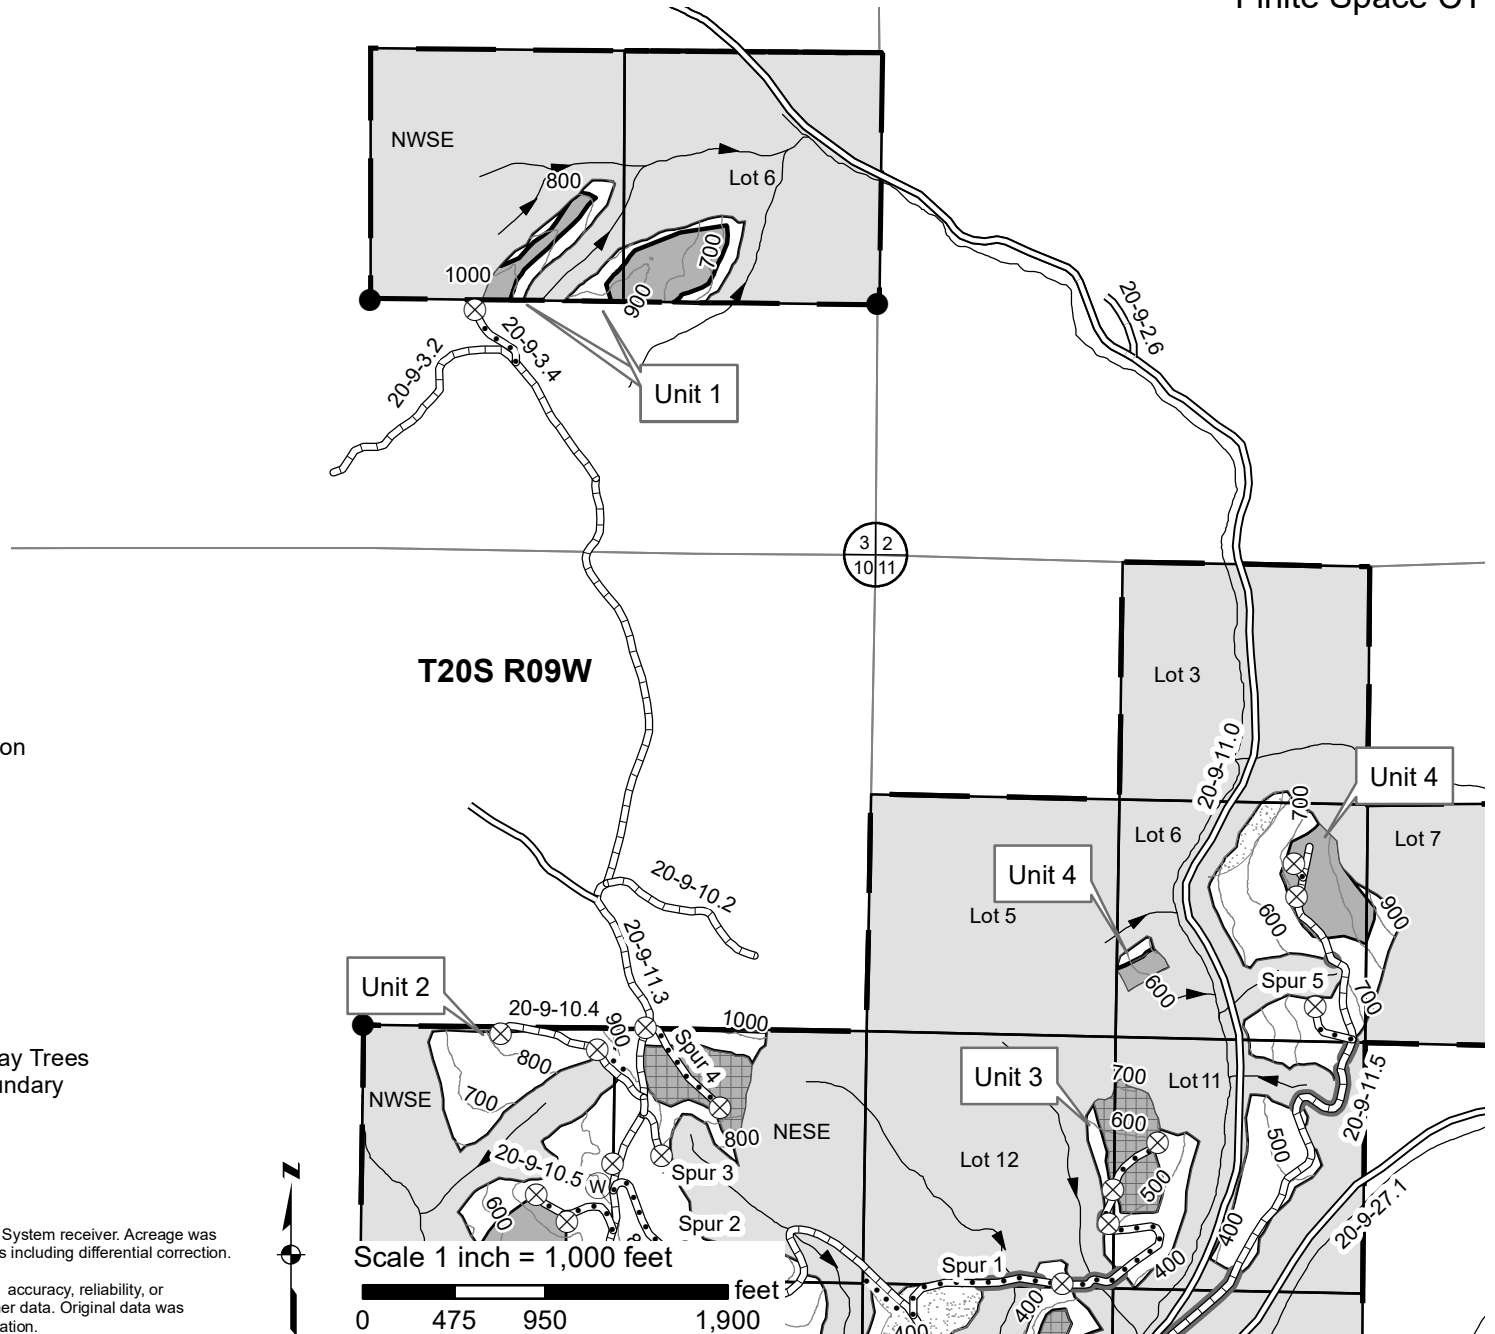 Finite Space CT
NWSE
Lot 6
800
1000
700
900
20-9-3.4
20-9-3.2
Unit 1
20-9-2.6
3 2
10 11
T20S R09W
Lot 3
20-9-11.0
on
Unit 4
700
Lot 6
Lot 7
Unit 4
Lot 5
600
900
20-9-10.2
20-9-11.3
600
Spur 5
700
Unit 2
20-9-10.4
900
1000
Spur 4
800
700
ay Trees
undary
NWSE
NESE
800
Unit 3
700
Lot 11
600
20-9-11.5
500
Lot 12
20-9-10.5
W
Spur 3
500
600
Spur 2
20-9-27.1
400
400
Spur 1
400
400
Z
System receiver. Acreage was
s including differential correction.
accuracy, reliability, or
er data. Original data was
ation.
Scale 1 inch = 1,000 feet
feet
0 475 950 1,900